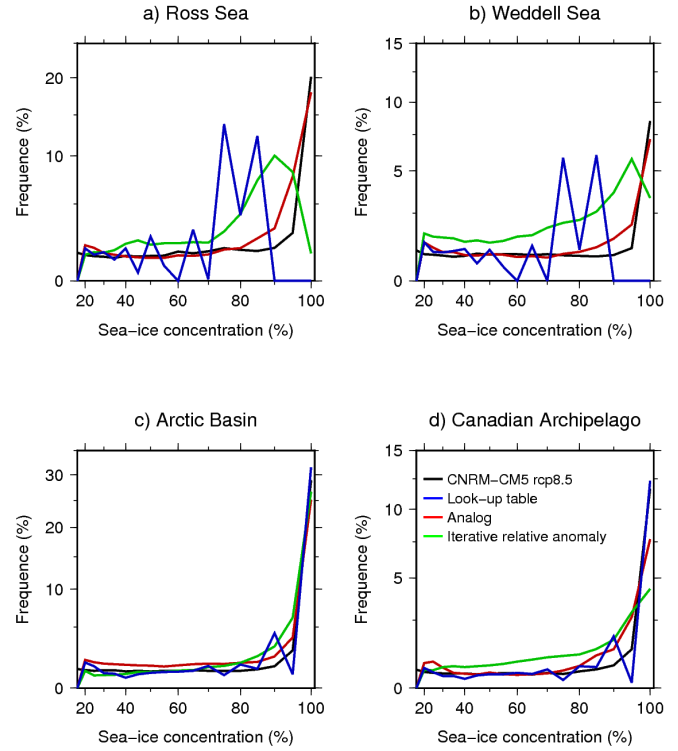 a) Ross Sea
20
10
0
Frequence (%)
20 40 60 80 100
Sea−ice concentration (%)
b) Weddell Sea
15
10
5
0
Frequence (%)
20 40 60 80 100
Sea−ice concentration (%)
c) Arctic Basin
30
20
10
0
Frequence (%)
20 40 60 80 100
Sea−ice concentration (%)
d) Canadian Archipelago
15
10
5
0
Frequence (%)
CNRM−CM5 rcp8.5
Look−up table
Analog
Iterative relative anomaly
20 40 60 80 100
Sea−ice concentration (%)